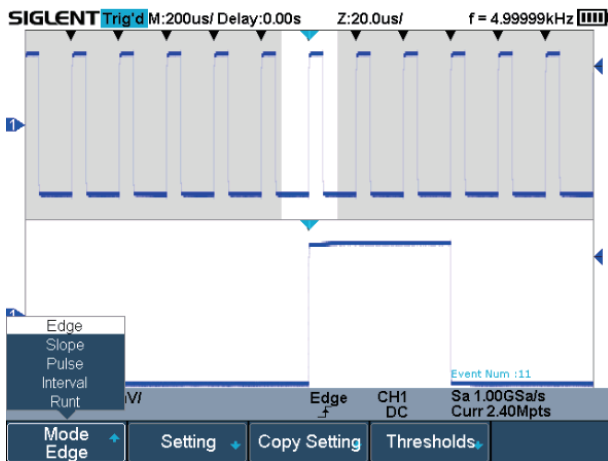 SIGLENT Trig'd M:200us/ Delay:0.00s Z:20.0us/ f = 4.99999kHz
1
1
Edge
Slope
Pulse
Interval
Runt
Event Num :11
V/ Edge CH1 Sa 1.00GSa/s
DC Curr 2.40Mpts
Mode Setting Copy Setting Thresholds
Edge